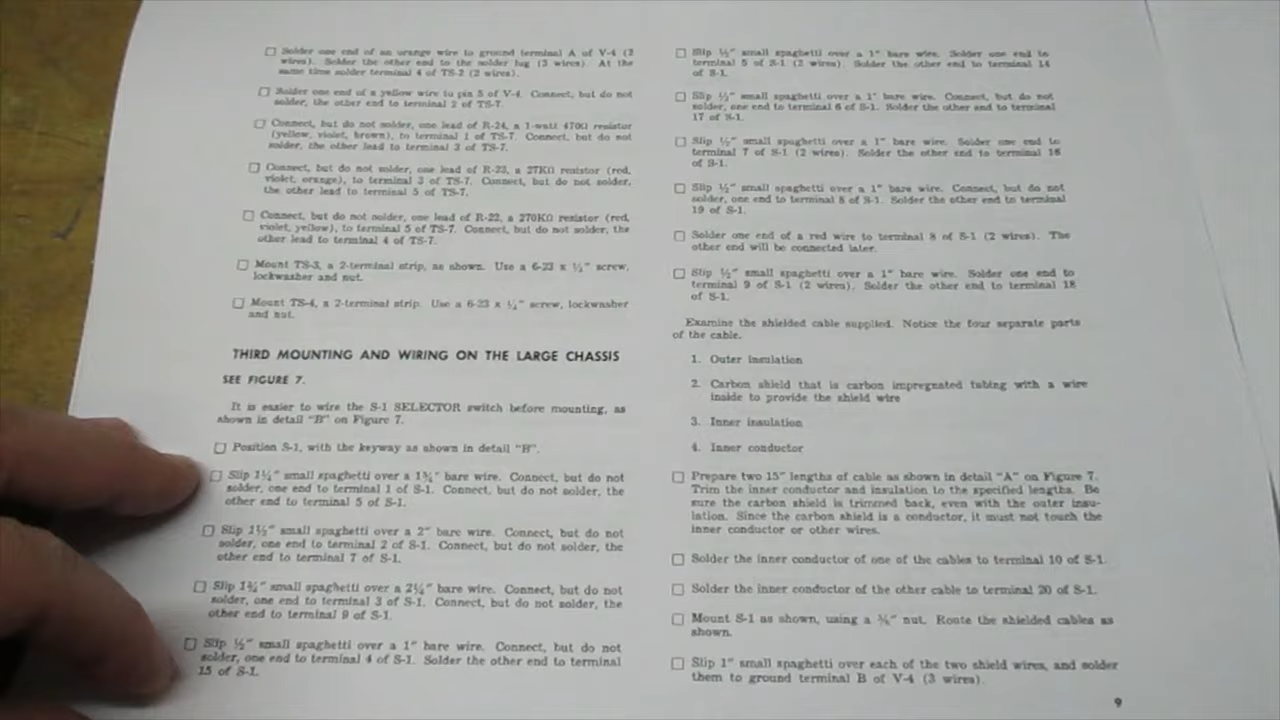 ☐ Solder one end of an orange wire to ground terminal A of V-4 (2
wires). Solder the other end to the solder lug (3 wires). At the
same time solder terminal 4 of TS-2 (2 wires).
☐ Solder one end of a yellow wire to pin 5 of V-4. Connect, but do not
solder, the other end to terminal 2 of TS-7.
☐ Connect, but do not solder, one lead of R-24, a 1-watt 470Ω resistor
(yellow, violet, brown), to terminal 1 of TS-7. Connect, but do not
solder, the other lead to terminal 3 of TS-7.
☐ Connect, but do not solder, one lead of R-23, a 27KΩ resistor (red,
violet, orange), to terminal 3 of TS-7. Connect, but do not solder,
the other lead to terminal 5 of TS-7.
☐ Connect, but do not solder, one lead of R-22, a 270KΩ resistor (red,
violet, yellow), to terminal 5 of TS-7. Connect, but do not solder, the
other lead to terminal 4 of TS-7.
☐ Mount TS-3, a 2-terminal strip, as shown. Use a 6-23 x ¼" screw,
lockwasher and nut.
☐ Mount TS-4, a 2-terminal strip. Use a 6-23 x ¼" screw, lockwasher
and nut.
THIRD MOUNTING AND WIRING ON THE LARGE CHASSIS
SEE FIGURE 7.
It is easier to wire the S-1 SELECTOR switch before mounting, as
shown in detail "B" on Figure 7.
☐ Position S-1, with the keyway as shown in detail "B".
☐ Slip 1¼" small spaghetti over a 1¾" bare wire. Connect, but do not
solder, one end to terminal 1 of S-1. Connect, but do not solder, the
other end to terminal 5 of S-1.
☐ Slip 1½" small spaghetti over a 2" bare wire. Connect, but do not
solder, one end to terminal 2 of S-1. Connect, but do not solder, the
other end to terminal 7 of S-1.
☐ Slip 1¾" small spaghetti over a 2¼" bare wire. Connect, but do not
solder, one end to terminal 3 of S-1. Connect, but do not solder, the
other end to terminal 9 of S-1.
☐ Slip ½" small spaghetti over a 1" bare wire. Connect, but do not
solder, one end to terminal 4 of S-1. Solder the other end to terminal
15 of S-1.
☐ Slip ½" small spaghetti over a 1" bare wire. Solder one end to
terminal 5 of S-1 (2 wires). Solder the other end to terminal 14
of S-1.
☐ Slip ½" small spaghetti over a 1" bare wire. Connect, but do not
solder, one end to terminal 6 of S-1. Solder the other end to terminal
17 of S-1.
☐ Slip ½" small spaghetti over a 1" bare wire. Solder one end to
terminal 7 of S-1 (2 wires). Solder the other end to terminal 16
of S-1.
☐ Slip ½" small spaghetti over a 1" bare wire. Connect, but do not
solder, one end to terminal 8 of S-1. Solder the other end to terminal
19 of S-1.
☐ Solder one end of a red wire to terminal 8 of S-1 (2 wires). The
other end will be connected later.
☐ Slip ½" small spaghetti over a 1" bare wire. Solder one end to
terminal 9 of S-1 (2 wires). Solder the other end to terminal 18
of S-1.
Examine the shielded cable supplied. Notice the four separate parts
of the cable.
1. Outer insulation
2. Carbon shield that is carbon impregnated tubing with a wire
inside to provide the shield wire
3. Inner insulation
4. Inner conductor
☐ Prepare two 15" lengths of cable as shown in detail "A" on Figure 7.
Trim the inner conductor and insulation to the specified lengths. Be
sure the carbon shield is trimmed back, even with the outer insu-
lation. Since the carbon shield is a conductor, it must not touch the
inner conductor or other wires.
☐ Solder the inner conductor of one of the cables to terminal 10 of S-1.
☐ Solder the inner conductor of the other cable to terminal 20 of S-1.
☐ Mount S-1 as shown, using a ⅜" nut. Route the shielded cables as
shown.
☐ Slip 1" small spaghetti over each of the two shield wires, and solder
them to ground terminal B of V-4 (3 wires).
9